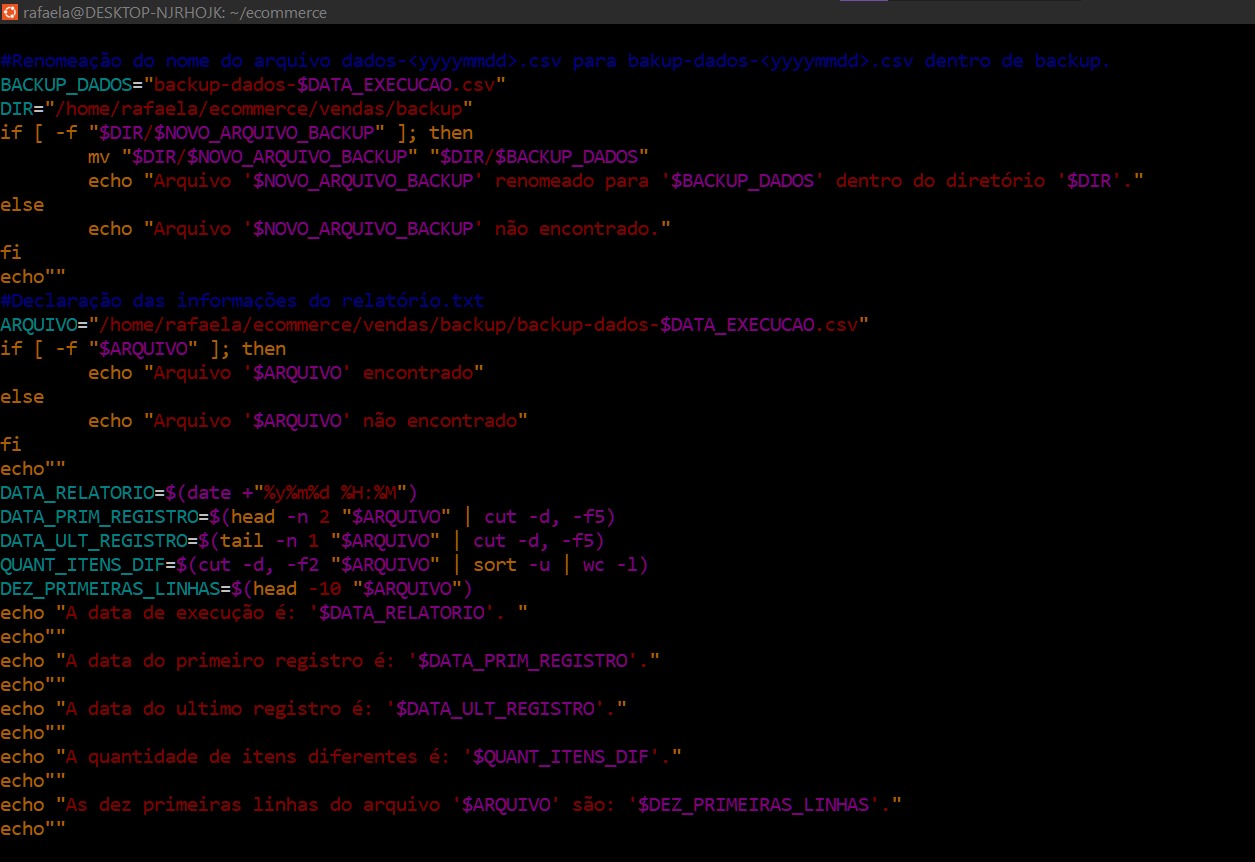 rafaela@DESKTOP-NJRHOJK: ~/ecommerce
#Renomeação do nome do arquivo dados-<yyyymmdd>.csv para bakup-dados-<yyyymmdd>.csv dentro de backup.
BACKUP_DADOS="backup-dados-$DATA_EXECUCAO.csv"
DIR="/home/rafaela/ecommerce/vendas/backup"
if [ -f "$DIR/$NOVO_ARQUIVO_BACKUP" ]; then
        mv "$DIR/$NOVO_ARQUIVO_BACKUP" "$DIR/$BACKUP_DADOS"
        echo "Arquivo '$NOVO_ARQUIVO_BACKUP' renomeado para '$BACKUP_DADOS' dentro do diretório '$DIR'."
else
        echo "Arquivo '$NOVO_ARQUIVO_BACKUP' não encontrado."
fi
echo""
#Declaração das informações do relatório.txt
ARQUIVO="/home/rafaela/ecommerce/vendas/backup/backup-dados-$DATA_EXECUCAO.csv"
if [ -f "$ARQUIVO" ]; then
        echo "Arquivo '$ARQUIVO' encontrado"
else
        echo "Arquivo '$ARQUIVO' não encontrado"
fi
echo""
DATA_RELATORIO=$(date +"%y%m%d %H:%M")
DATA_PRIM_REGISTRO=$(head -n 2 "$ARQUIVO" | cut -d, -f5)
DATA_ULT_REGISTRO=$(tail -n 1 "$ARQUIVO" | cut -d, -f5)
QUANT_ITENS_DIF=$(cut -d, -f2 "$ARQUIVO" | sort -u | wc -l)
DEZ_PRIMEIRAS_LINHAS=$(head -10 "$ARQUIVO")
echo "A data de execução é: '$DATA_RELATORIO'. "
echo""
echo "A data do primeiro registro é: '$DATA_PRIM_REGISTRO'."
echo""
echo "A data do ultimo registro é: '$DATA_ULT_REGISTRO'."
echo""
echo "A quantidade de itens diferentes é: '$QUANT_ITENS_DIF'."
echo""
echo "As dez primeiras linhas do arquivo '$ARQUIVO' são: '$DEZ_PRIMEIRAS_LINHAS'."
echo""